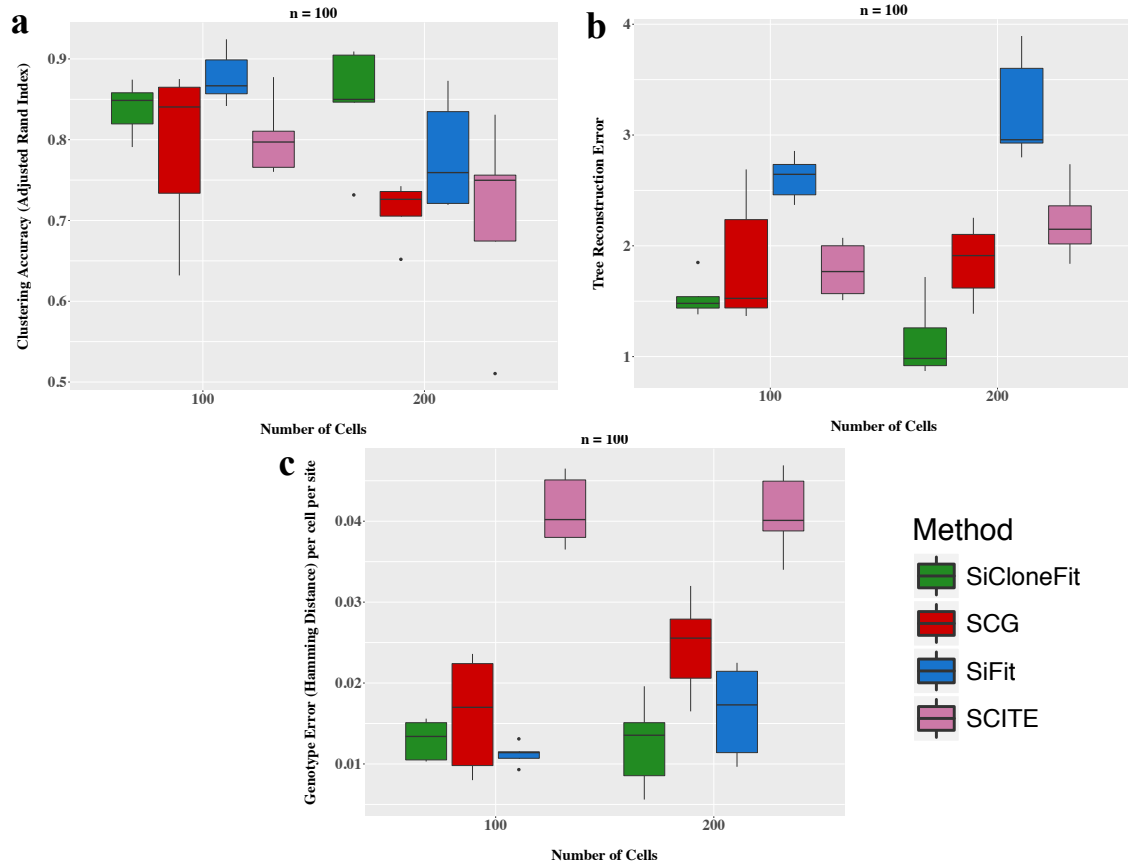 a
n = 100
Clustering Accuracy (Adjusted Rand Index)
0.9
0.8
0.7
0.6
0.5
100
200
Number of Cells
b
n = 100
Tree Reconstruction Error
4
3
2
1
100
200
Number of Cells
c
n = 100
Genotype Error (Hamming Distance) per cell per site
0.04
0.03
0.02
0.01
100
200
Number of Cells
Method
SiCloneFit
SCG
SiFit
SCITE